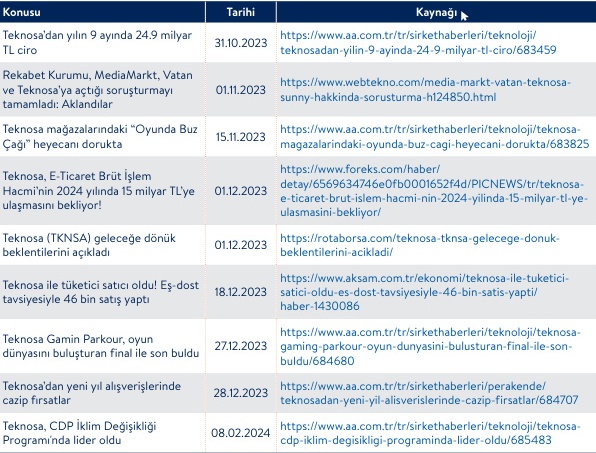 Konusu Tarihi Kaynağı
Teknosa'dan yılın 9 ayında 24.9 milyar
TL ciro
31.10.2023
https://www.aa.com.tr/tr/sirkethaberleri/teknoloji/
teknosadan-yilin-9-ayinda-24-9-milyar-tl-ciro/683459
Rekabet Kurumu, MediaMarkt, Vatan
ve Teknosa'ya açtığı soruşturmayı
tamamladı: Aklandılar
01.11.2023
https://www.webtekno.com/media-markt-vatan-teknosa-
sunny-hakkinda-sorusturma-h124850.html
Teknosa mağazalarındaki “Oyunda Buz
Çağı” heyecanı dorukta
15.11.2023
https://www.aa.com.tr/tr/sirkethaberleri/teknoloji/teknosa-
magazalarindaki-oyunda-buz-cagi-heyecani-dorukta/683825
Teknosa, E-Ticaret Brüt İşlem
Hacmi'nin 2024 yılında 15 milyar TL'ye
ulaşmasını bekliyor!
01.12.2023
https://www.foreks.com/haber/
detay/6569634746e0fb0001652f4d/PICNEWS/tr/teknosa-
e-ticaret-brut-islem-hacmi-nin-2024-yilinda-15-milyar-tl-ye-
ulasmasini-bekliyor/
Teknosa (TKNSA) geleceğe dönük
beklentilerini açıkladı
01.12.2023
https://rotaborsa.com/teknosa-tknsa-gelecege-donuk-
beklentilerini-acikladi/
Teknosa ile tüketici satıcı oldu! Eş-dost
tavsiyesiyle 46 bin satış yaptı
18.12.2023
https://www.aksam.com.tr/ekonomi/teknosa-ile-tuketici-
satici-oldu-es-dost-tavsiyesiyle-46-bin-satis-yapti/
haber-1430086
Teknosa Gamin Parkour, oyun
dünyasını buluşturan final ile son buldu
27.12.2023
https://www.aa.com.tr/tr/sirkethaberleri/teknoloji/teknosa-
gaming-parkour-oyun-dunyasini-bulusturan-final-ile-son-
buldu/684680
Teknosa'dan yeni yıl alışverişlerinde
cazip fırsatlar
28.12.2023
https://www.aa.com.tr/tr/sirkethaberleri/perakende/
teknosadan-yeni-yil-alisverislerinde-cazip-firsatlar/684707
Teknosa, CDP İklim Değişikliği
Programı'nda lider oldu
08.02.2024
https://www.aa.com.tr/tr/sirkethaberleri/teknoloji/teknosa-
cdp-iklim-degisikligi-programinda-lider-oldu/685483